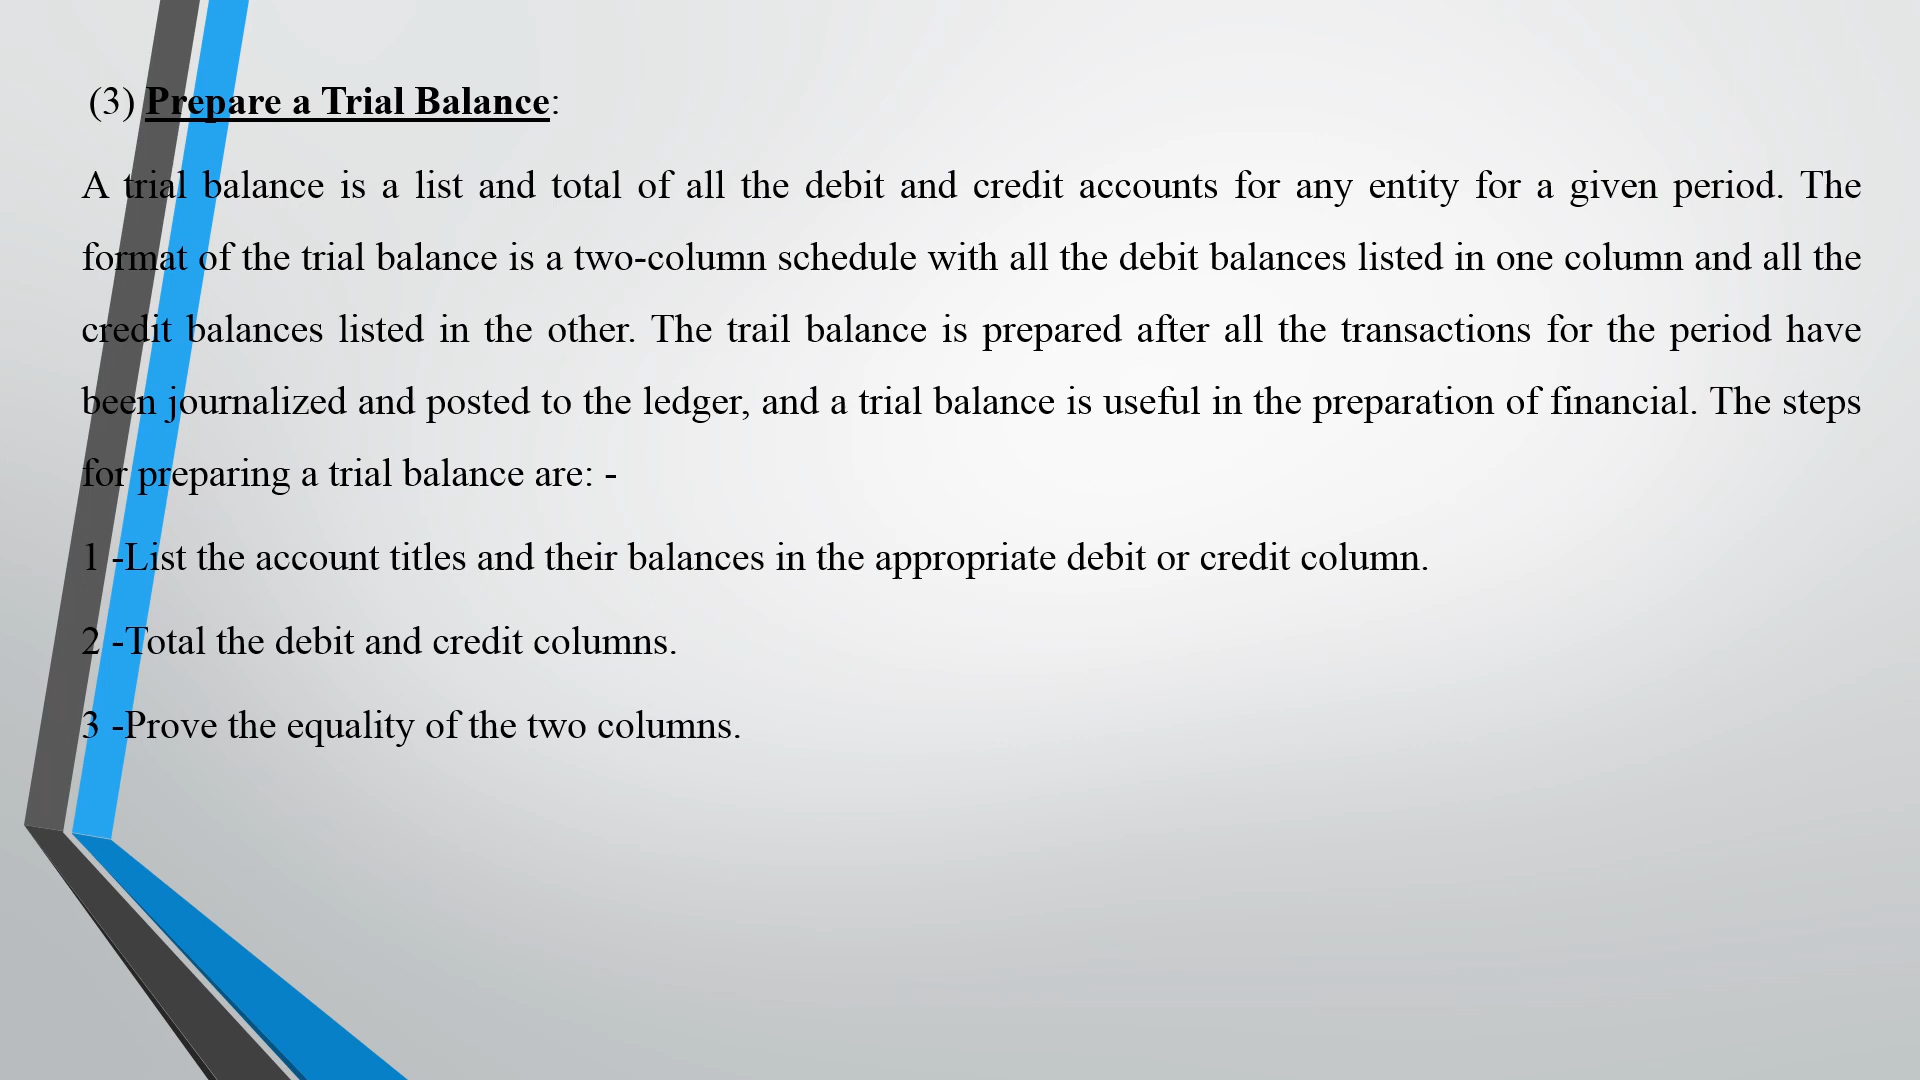 (3) Prepare a Trial Balance:
A trial balance is a list and total of all the debit and credit accounts for any entity for a given period. The
format of the trial balance is a two-column schedule with all the debit balances listed in one column and all the
credit balances listed in the other. The trail balance is prepared after all the transactions for the period have
been journalized and posted to the ledger, and a trial balance is useful in the preparation of financial. The steps
for preparing a trial balance are: -
1 -List the account titles and their balances in the appropriate debit or credit column.
2 -Total the debit and credit columns.
3 -Prove the equality of the two columns.